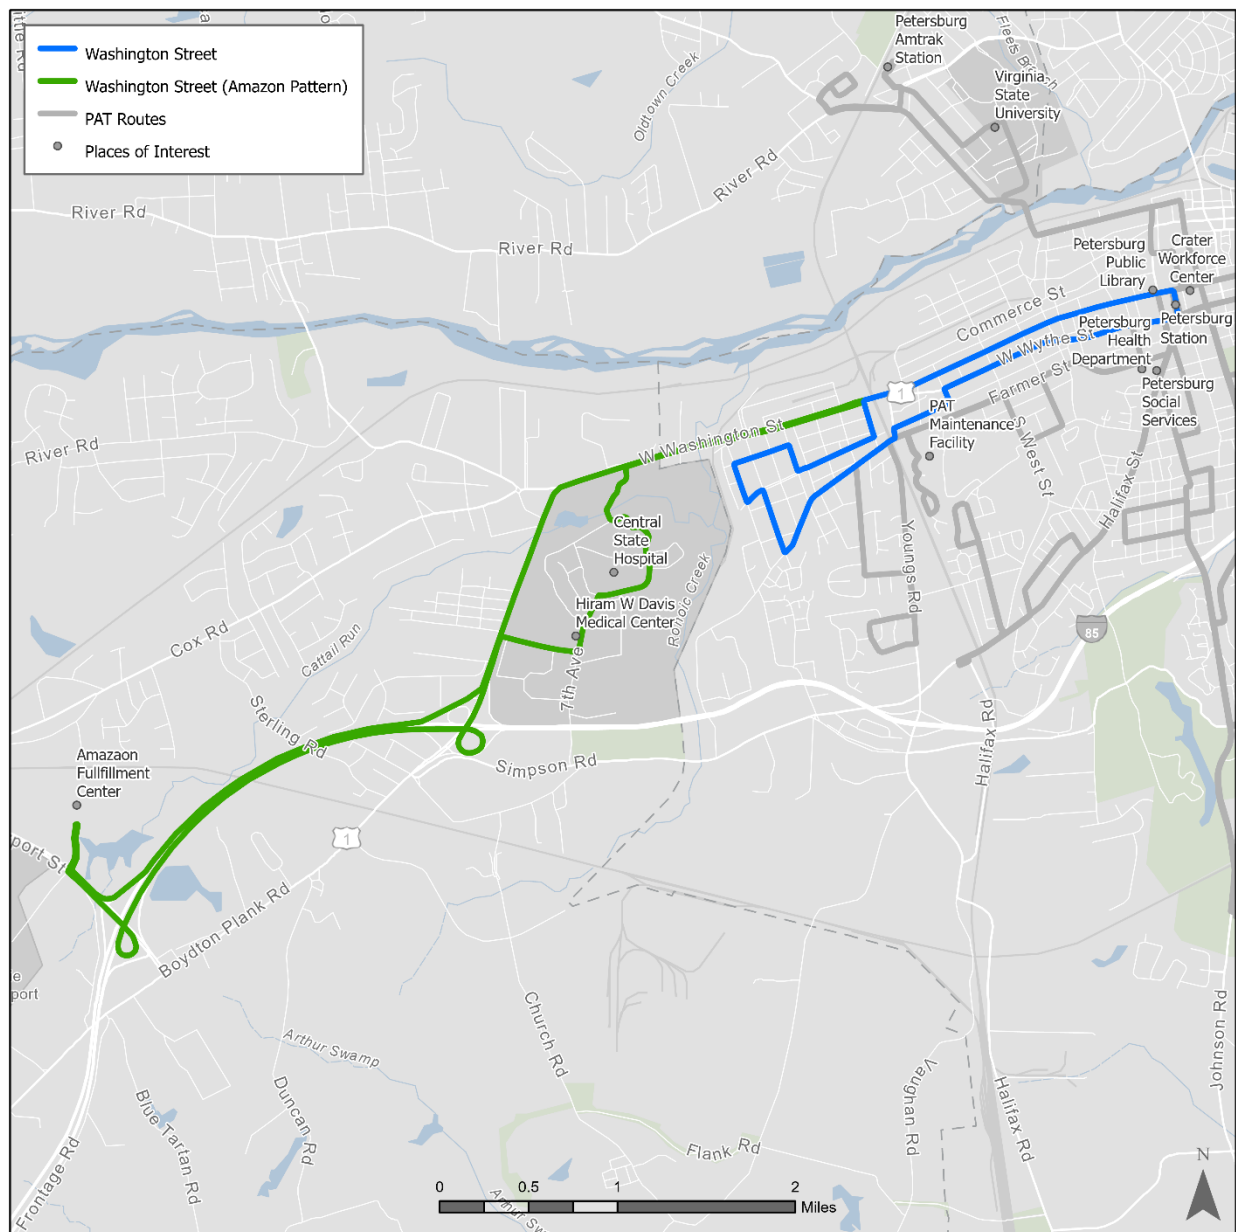 Washington Street
Washington Street (Amazon Pattern)
PAT Routes
Places of Interest
Petersburg
Amtrak
Station
Virginia
State
University
Oldtown Creek
River Rd
River Rd
River Rd
Petersburg
Public
Library
Crater
Workforce
Center
Commerce St
W Wythe St
Petersburg
Station
Petersburg
Health
Department
Farmer St
Petersburg
Social
Services
1
PAT
Maintenance
Facility
S West St
Halifax St
W Washington St
River Rd
Central
State
Hospital
Youngs Rd
Hiram W Davis
Medical Center
85
Cox Rd
Cattail Run
7th Ave
Sterling Rd
Simpson Rd
Halifax Rd
Amazaon
Fullfillment
Center
port St
1
Boydton Plank Rd
port
Church Rd
Arthur Swamp
Duncan Rd
Blue Tartan Rd
Vaughan Rd
Halifax Rd
Johnson Rd
Flank Rd
Frontage Rd
N
0 0.5 1 2
Miles